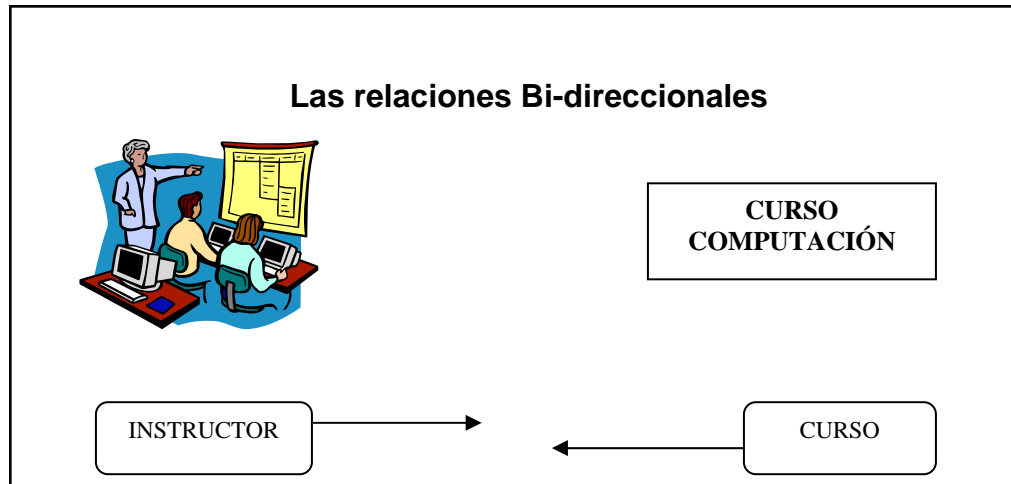 Las relaciones Bi-direccionales
CURSO
COMPUTACIÓN
INSTRUCTOR
CURSO